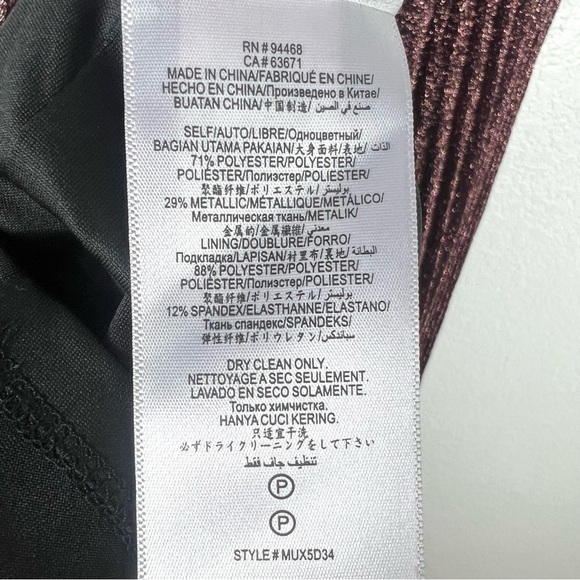 RN # 94468
CA # 63671
MADE IN CHINA/FABRIQUÉ EN CHINE/
HECHO EN CHINA/Произведено в Китае/
BUATAN CHINA/中国制造/ صنع في الصين/
SELF/AUTO/LIBRE/Одноцветный/
BAGIAN UTAMA PAKAIAN/大身面料/表地/ الذات/
71% POLYESTER/POLYESTER/
POLIÉSTER/Полиэстер/POLIESTER/
聚酯纤维/ポリエステル/ بوليستر/
29% METALLIC/MÉTALLIQUE/METÁLICO/
Металлическая ткань/METALIK/
金属的/金属繊維/ معدني/
LINING/DOUBLURE/FORRO/
Подкладка/LAPISAN/村里布/裏地/ البطانة/
88% POLYESTER/POLYESTER/
POLIÉSTER/Полиэстер/POLIESTER/
聚酯纤维/ポリエステル/ بوليستر/
12% SPANDEX/ELASTHANNE/ELASTANO/
Ткань спандекс/SPANDEKS/
弹性纤维/ポリウレタン/ سباندكس/
DRY CLEAN ONLY.
NETTOYAGE A SEC SEULEMENT.
LAVADO EN SECO SOLAMENTE.
Только химчистка.
HANYA CUCI KERING.
只适宜干洗
必ずドライクリーニングをして下さい
تنظيف جاف فقط
P
P
STYLE # MUX5D34